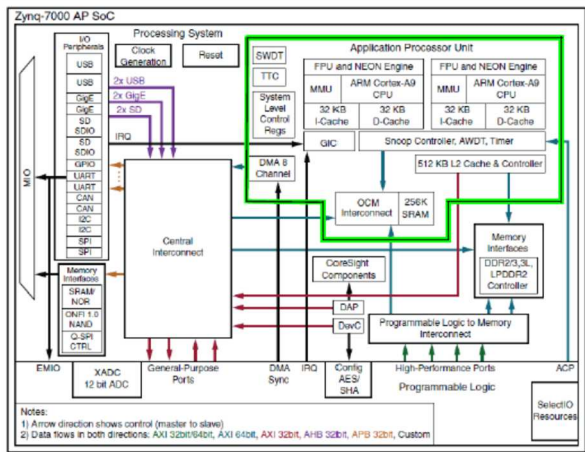 Zynq-7000 AP SoC
I/O
Peripherals
USB
USB
GigE
GigE
SD
SDIO
SD
SDIO
GPIO
UART
UART
CAN
CAN
I2C
I2C
SPI
SPI
Memory
Interfaces
SRAM/
NOR
ONFI 1.0
NAND
Q-SPI
CTRL
MIO
Processing System
Clock
Generation
Reset
2x USB
2x GigE
2x SD
IRQ
Central
Interconnect
Application Processor Unit
SWDT
TTC
System
Level
Control
Regs
DMA 8
Channel
FPU and NEON Engine
MMU
ARM Cortex-A9
CPU
32 KB
I-Cache
32 KB
D-Cache
FPU and NEON Engine
MMU
ARM Cortex-A9
CPU
32 KB
I-Cache
32 KB
D-Cache
GIC
Snoop Controller, AWDT, Timer
512 KB L2 Cache & Controller
OCM
Interconnect
256K
SRAM
Memory
Interfaces
DDR2/3,3L,
LPDDR2
Controller
CoreSight
Components
DAP
DevC
Programmable Logic to Memory
Interconnect
EMIO
XADC
12 bit ADC
General-Purpose
Ports
DMA
Sync
IRQ
Config
AES/
SHA
High-Performance Ports
Programmable Logic
ACP
SelectIO
Resources
Notes:
1) Arrow direction shows control (master to slave)
2) Data flows in both directions: AXI 32bit/64bit, AXI 64bit, AXI 32bit, AHB 32bit, APB 32bit, Custom